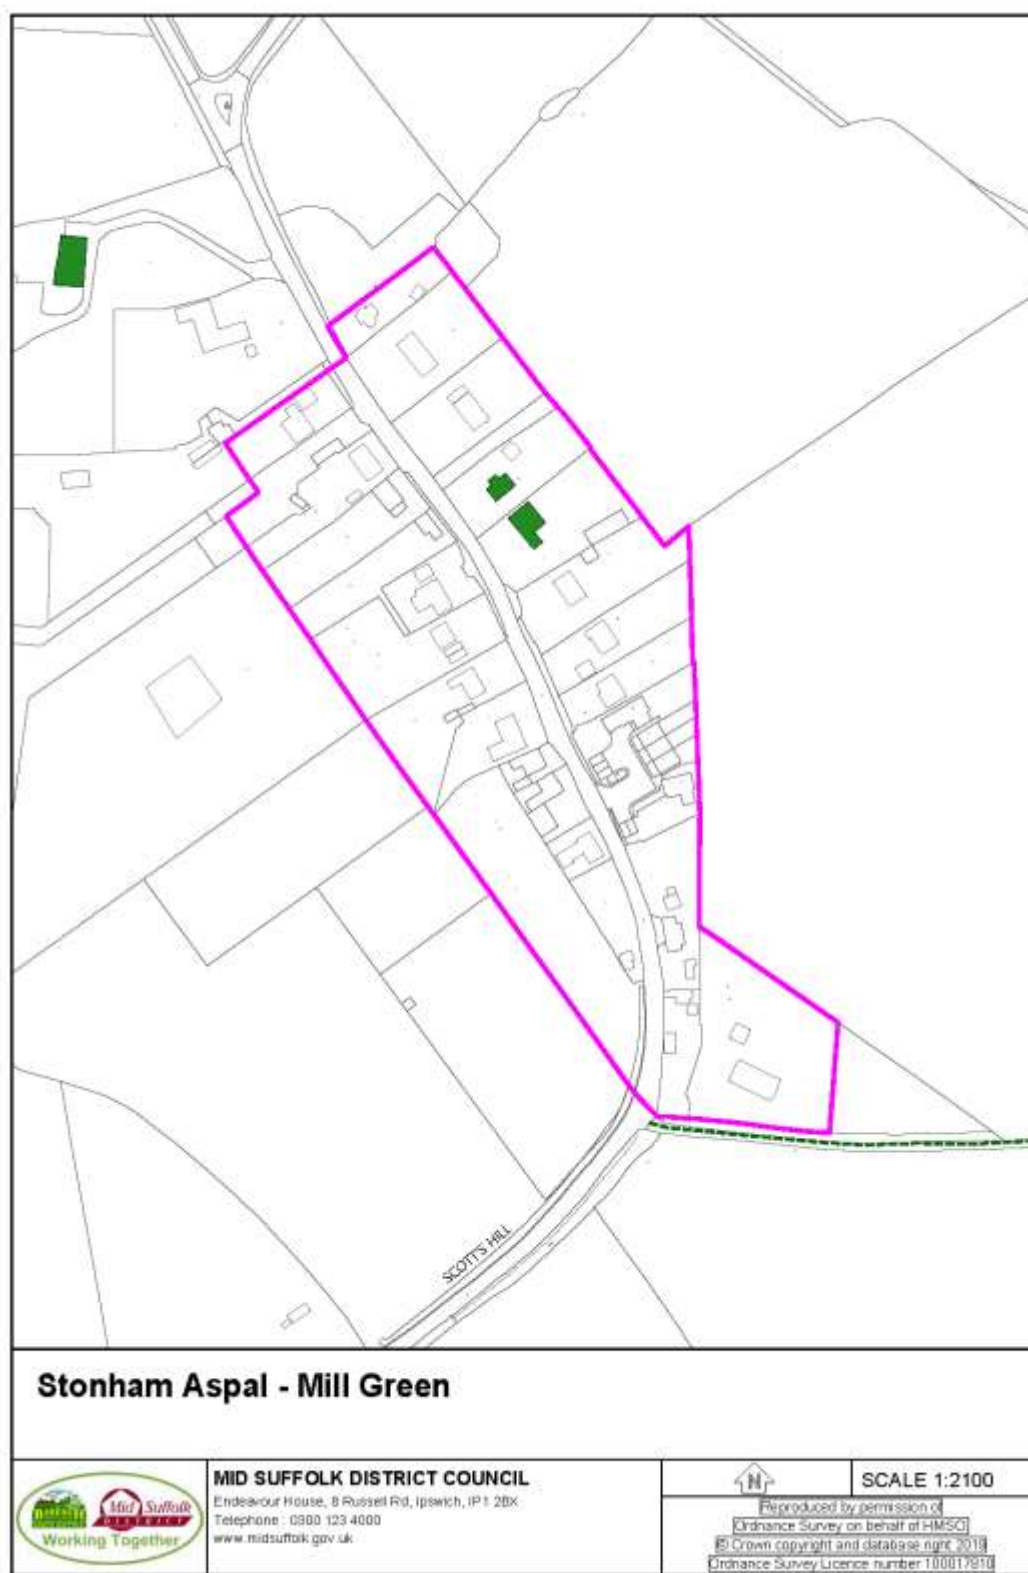 SCOTT'S HILL
Stonham Aspal - Mill Green
Mid Suffolk
DISTRICT
Working Together
MID SUFFOLK DISTRICT COUNCIL
Endeavour House, 8 Russell Rd, Ipswich, IP1 2BX
Telephone : 0300 123 4000
www.midsuffolk.gov.uk
N
SCALE 1:2100
Reproduced by permission of
Ordnance Survey on behalf of HMSO
© Crown copyright and database right 2018
Ordnance Survey Licence number 100017810